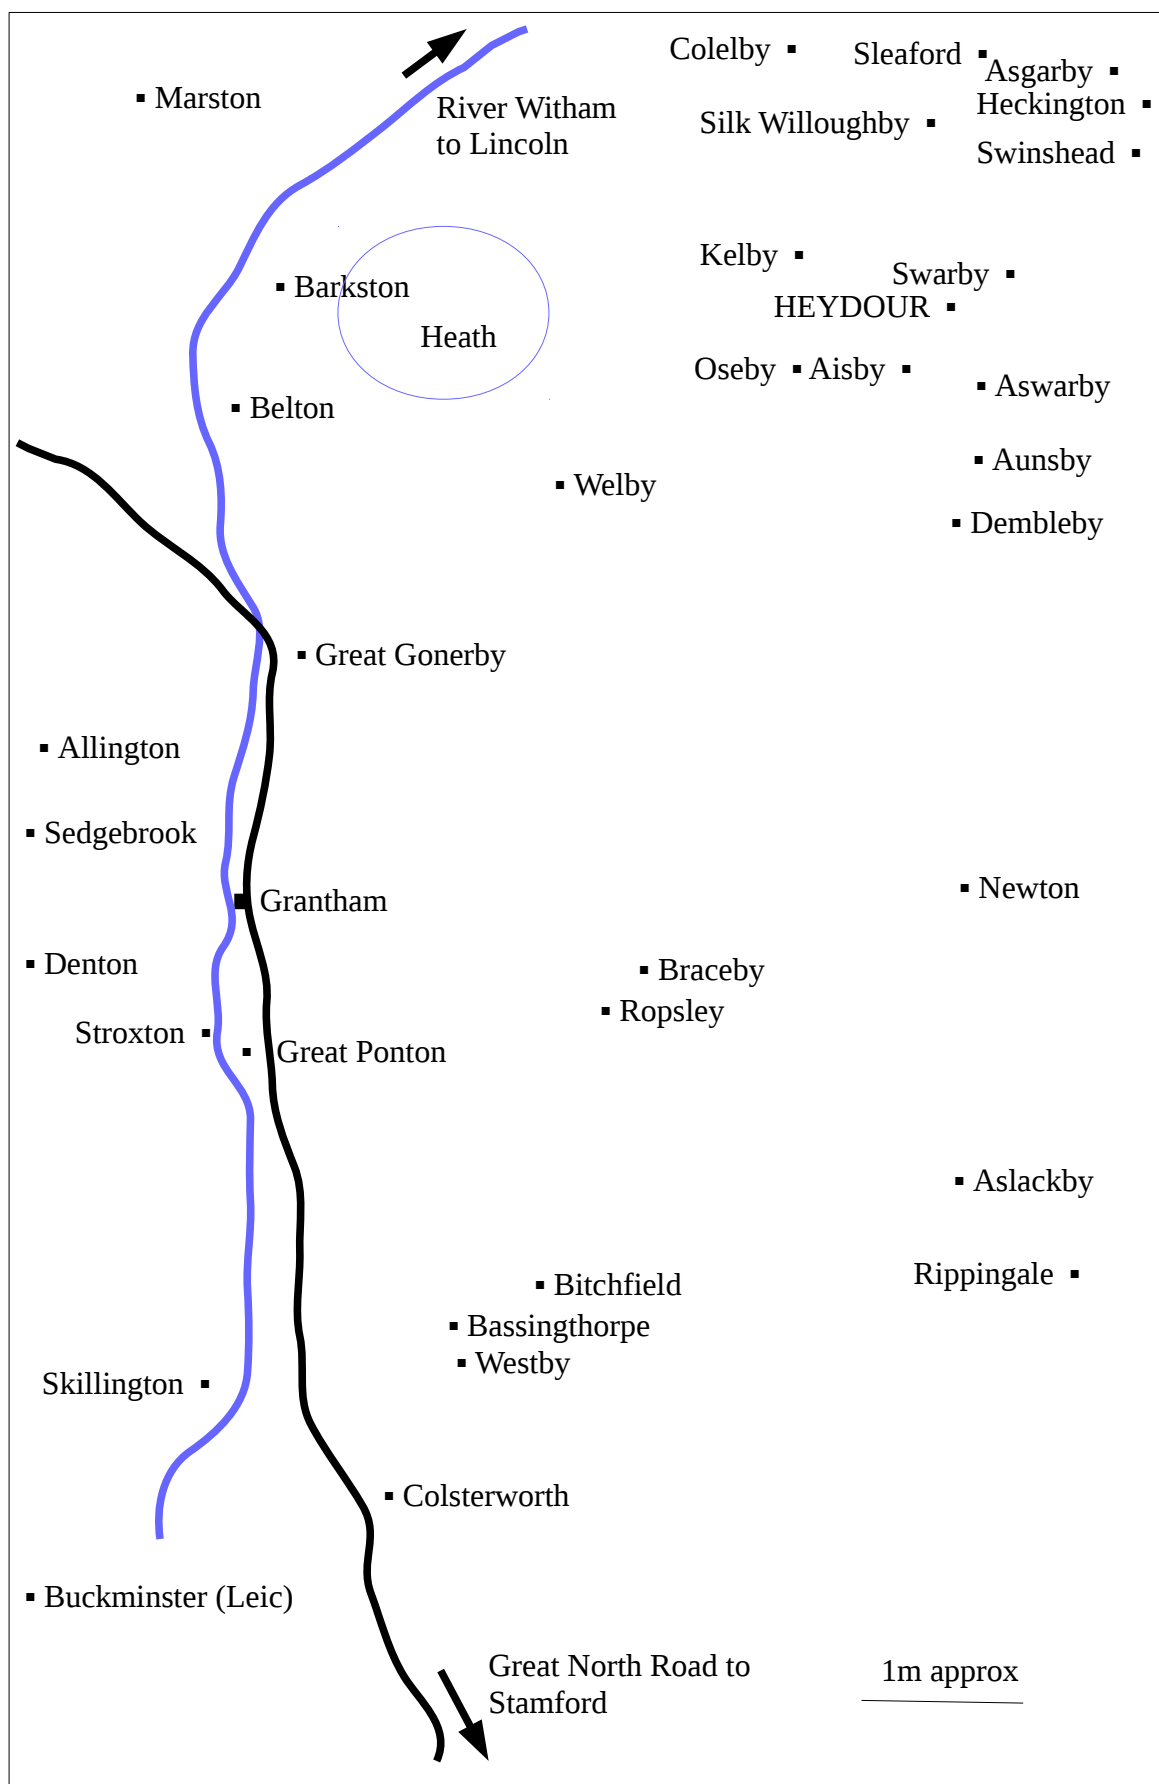 Colelby
Sleaford
Asgarby
Marston
Heckington
River Witham
to Lincoln
Silk Willoughby
Swinshead
Kelby
Swarby
Barkston
HEYDOUR
Heath
Oseby
Aisby
Aswarby
Belton
Aunsby
Welby
Dembleby
Great Gonerby
Allington
Sedgebrook
Newton
Grantham
Denton
Braceby
Ropsley
Stroxton
Great Ponton
Aslackby
Rippingale
Bitchfield
Bassingthorpe
Westby
Skillington
Colsterworth
Buckminster (Leic)
Great North Road to
Stamford
1m approx